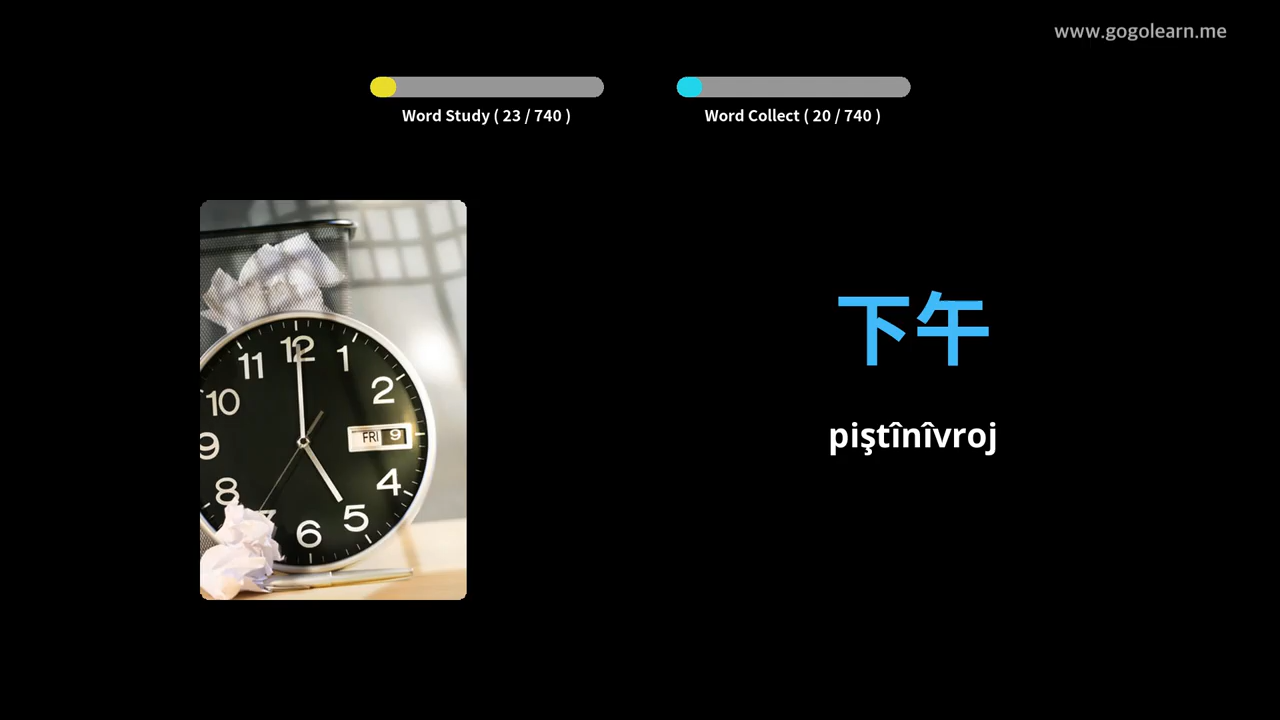 www.gogolearn.me
Word Study ( 23 / 740 )
Word Collect ( 20 / 740 )
12
11
1
10
2
9
FRI 9
8
4
7
5
6
下午
piştînîvroj